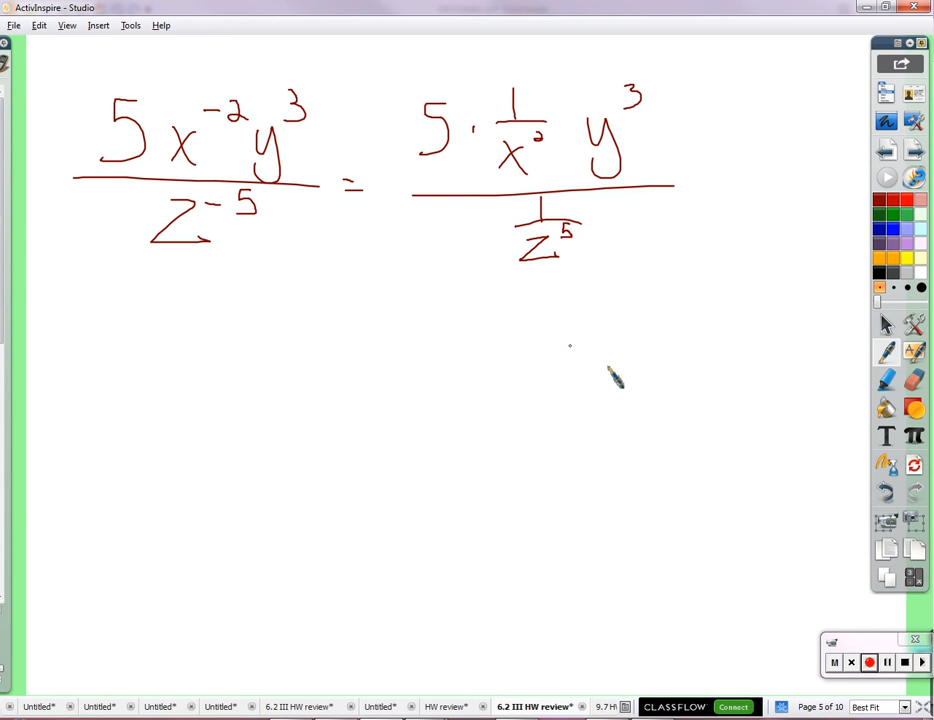 ActivInspire - Studio
File Edit View Insert Tools Help
5x⁻²y³ / z⁻⁵ = 5 · 1/x² y³ / 1/z⁵
Untitled* Untitled* Untitled* Untitled* 6.2 III HW review* Untitled* HW review* 6.2 III HW review* 9.7 H\ CLASSFLOW Connect Page 5 of 10 Best Fit
M
T π